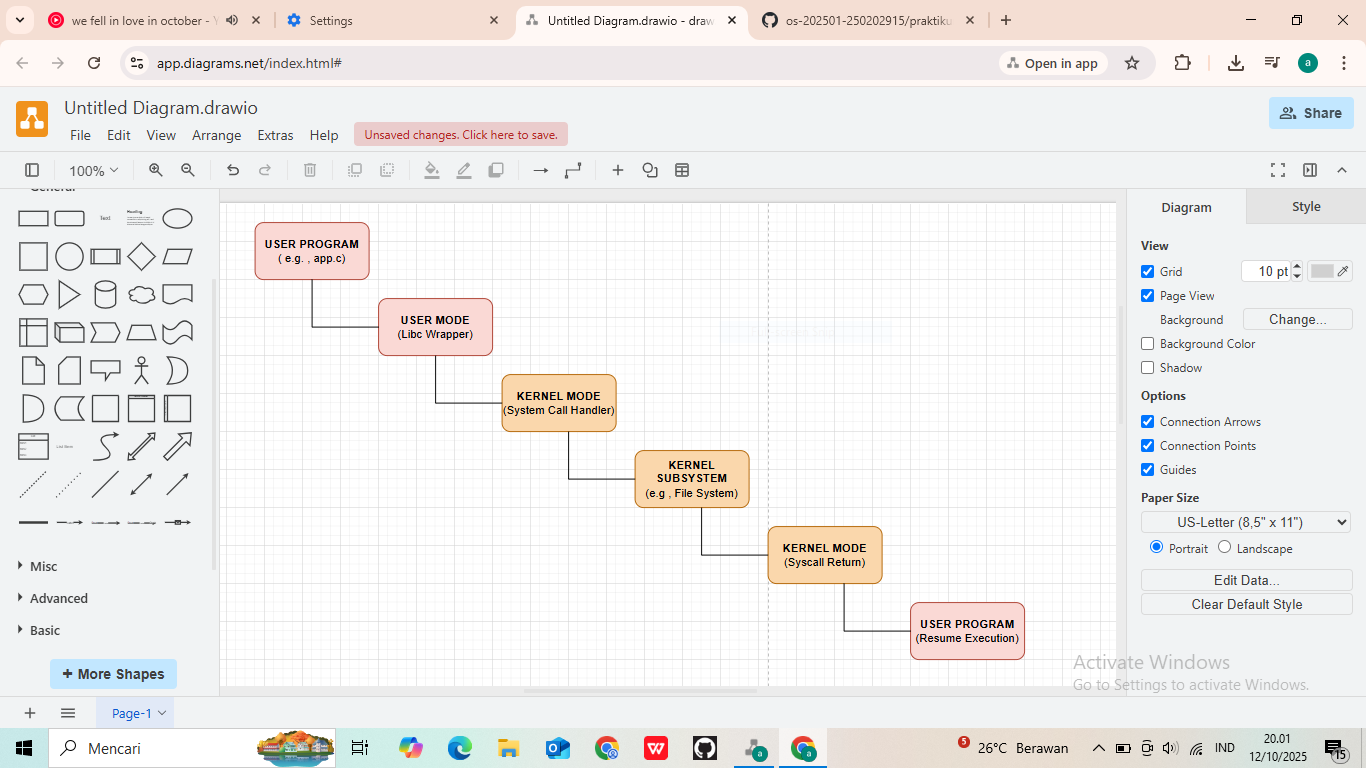 we fell in love in october - Y
Settings
Untitled Diagram.drawio - draw
os-202501-250202915/praktiku
app.diagrams.net/index.html#
Open in app
a
Untitled Diagram.drawio
File Edit View Arrange Extras Help
Unsaved changes. Click here to save.
Share
100%
General
Text
Heading
List
List Item
Misc
Advanced
Basic
+ More Shapes
USER PROGRAM
( e.g. , app.c)
USER MODE
(Libc Wrapper)
KERNEL MODE
(System Call Handler)
KERNEL
SUBSYSTEM
(e.g , File System)
KERNEL MODE
(Syscall Return)
USER PROGRAM
(Resume Execution)
Diagram
Style
View
Grid
10 pt
Page View
Background
Change...
Background Color
Shadow
Options
Connection Arrows
Connection Points
Guides
Paper Size
US-Letter (8,5" x 11")
Portrait Landscape
Edit Data...
Clear Default Style
Activate Windows
Go to Settings to activate Windows.
Page-1
Mencari
W
a
a
5
26°C Berawan
IND
20.01
12/10/2025
15